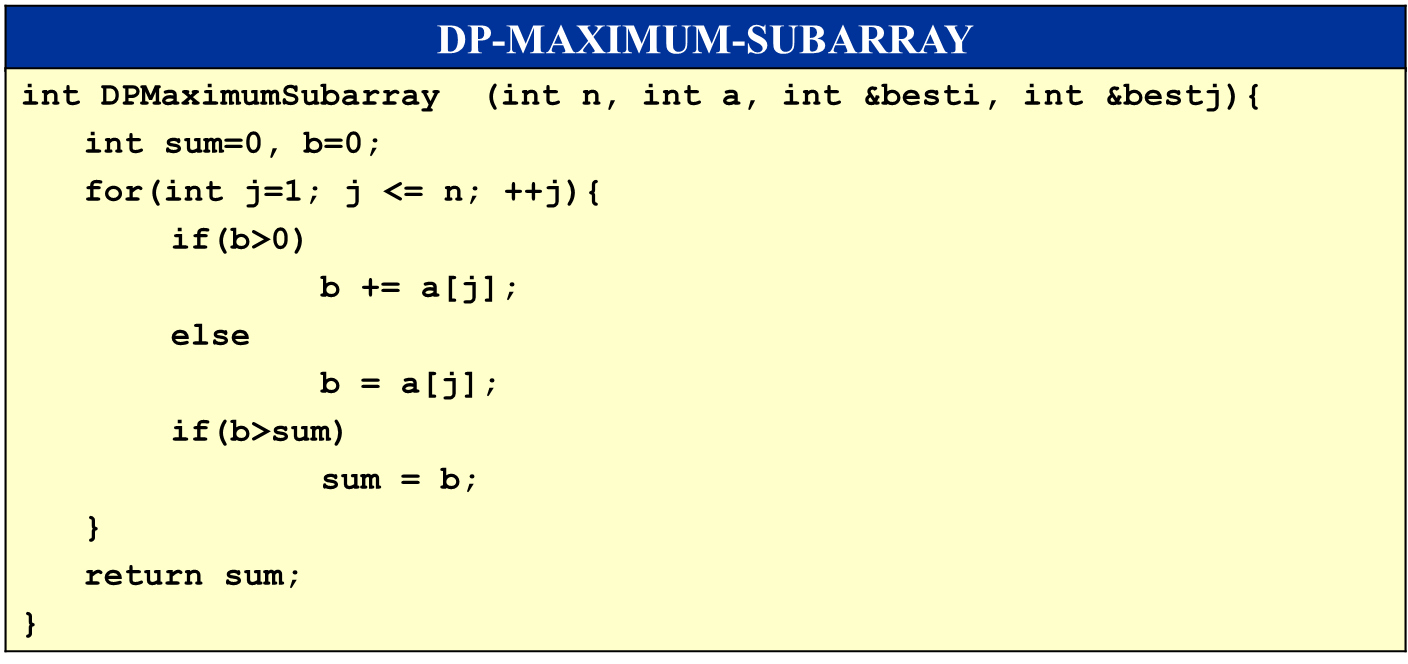 DP-MAXIMUM-SUBARRAY
int DPMaximumSubarray  (int n, int a, int &besti, int &bestj){
int sum=0, b=0;
for(int j=1; j <= n; ++j){
if(b>0)
b += a[j];
else
b = a[j];
if(b>sum)
sum = b;
}
return sum;
}